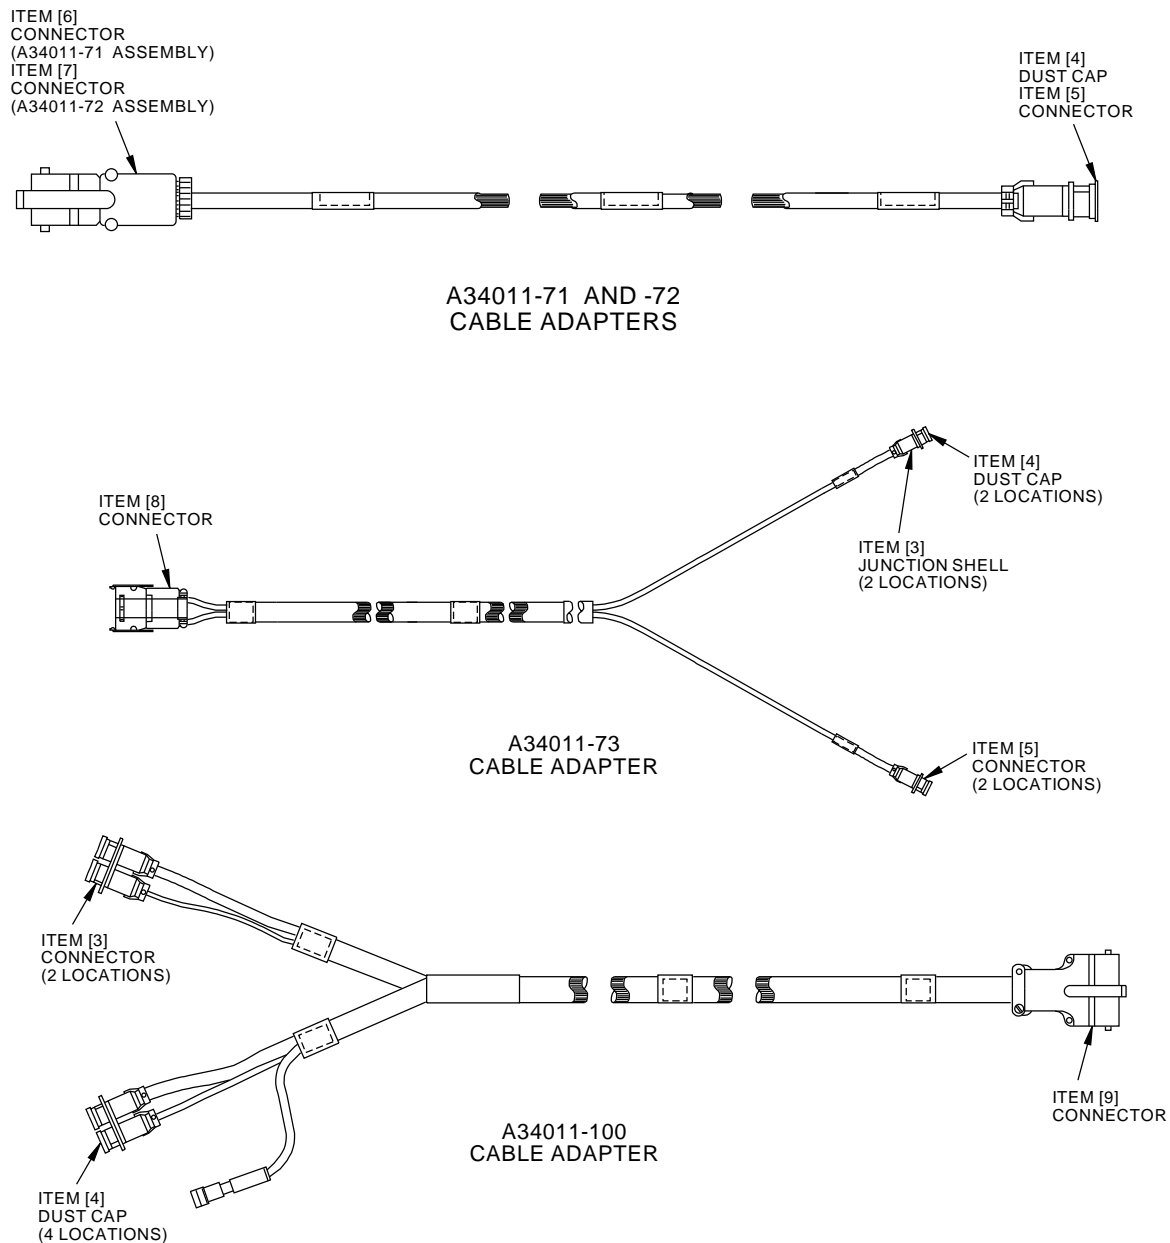 ITEM [6]
CONNECTOR
(A34011-71 ASSEMBLY)
ITEM [7]
CONNECTOR
(A34011-72 ASSEMBLY)
ITEM [4]
DUST CAP
ITEM [5]
CONNECTOR
A34011-71 AND -72
CABLE ADAPTERS
ITEM [8]
CONNECTOR
ITEM [4]
DUST CAP
(2 LOCATIONS)
ITEM [3]
JUNCTION SHELL
(2 LOCATIONS)
A34011-73
CABLE ADAPTER
ITEM [5]
CONNECTOR
(2 LOCATIONS)
ITEM [3]
CONNECTOR
(2 LOCATIONS)
ITEM [9]
CONNECTOR
A34011-100
CABLE ADAPTER
ITEM [4]
DUST CAP
(4 LOCATIONS)